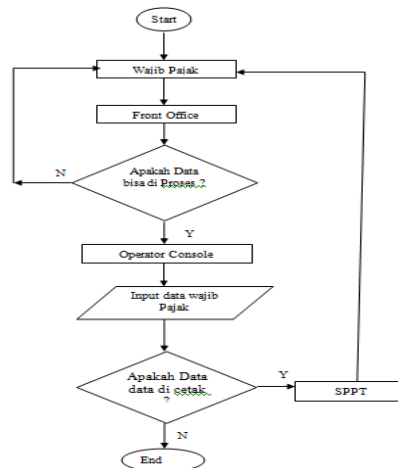 Start
Wajib Pajak
Front Office
Apakah Data
bisa di Proses ?
N
Y
Operator Console
Input data wajib
Pajak
Apakah Data
data di cetak
?
Y
SPPT
N
End